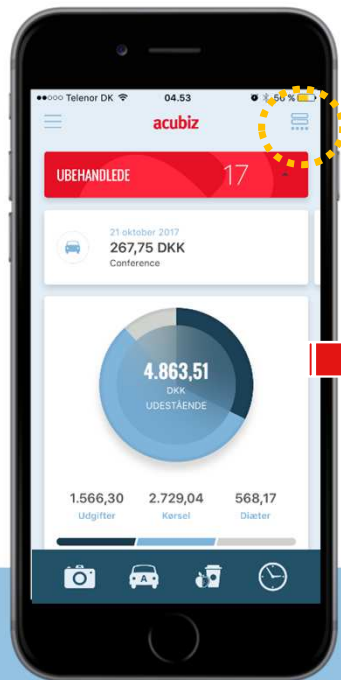 Telenor DK 04.53 56 %
acubiz
UBEHANDLEDE 17
21 oktober 2017
267,75 DKK
Conference
4.863,51
DKK
UDESTÅENDE
1.566,30 2.729,04 568,17
Udgifter Kørsel Diæter
A